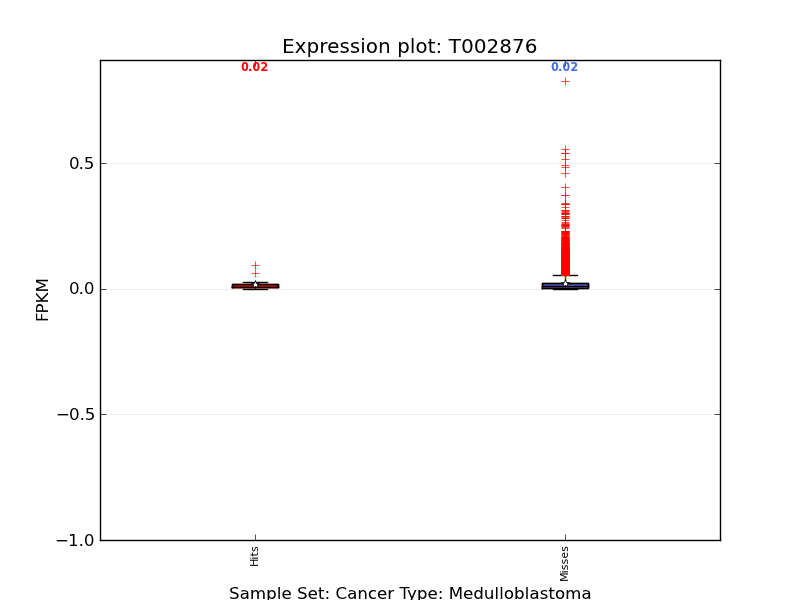 Expression plot: T002876
0.02 0.02
0.5
0.0
−0.5
−1.0
FPKM
Hits
Misses
Sample Set: Cancer Type: Medulloblastoma